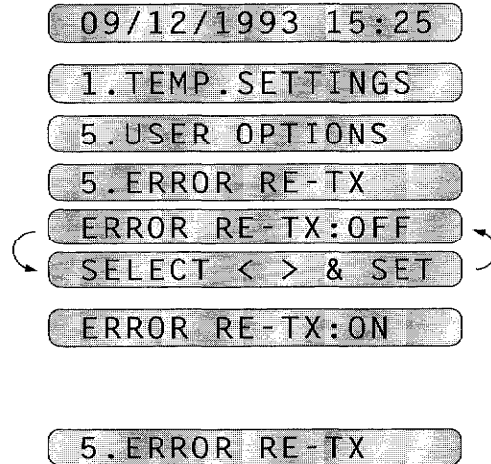 09/12/1993 15:25
1.TEMP.SETTINGS
5.USER OPTIONS
5.ERROR RE-TX
ERROR RE-TX:OFF
SELECT < > & SET
ERROR RE-TX:ON
5.ERROR RE-TX